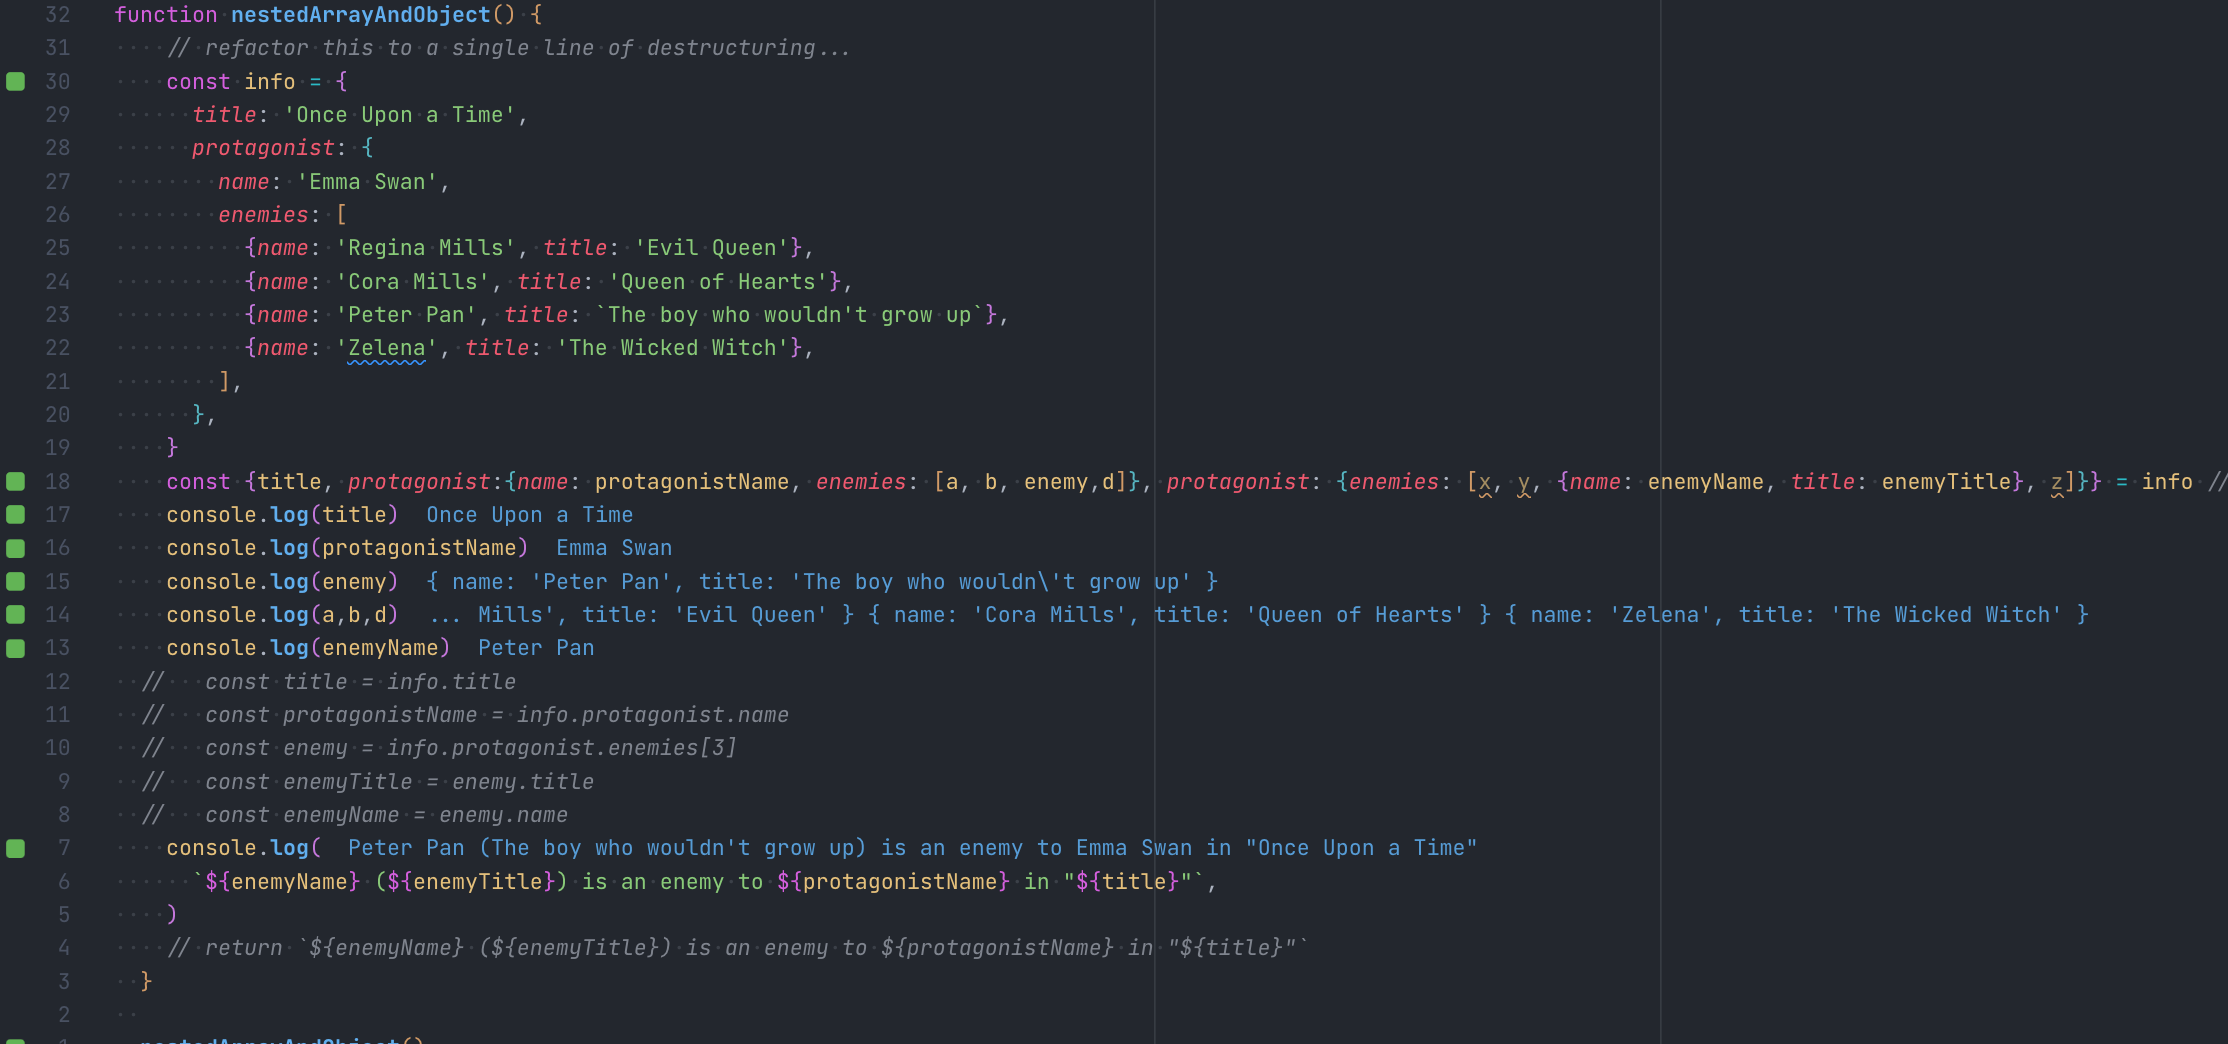 32 function nestedArrayAndObject() {
31 // refactor this to a single line of destructuring...
30 const info = {
29 title: 'Once Upon a Time',
28 protagonist: {
27 name: 'Emma Swan',
26 enemies: [
25 {name: 'Regina Mills', title: 'Evil Queen'},
24 {name: 'Cora Mills', title: 'Queen of Hearts'},
23 {name: 'Peter Pan', title: `The boy who wouldn't grow up`},
22 {name: 'Zelena', title: 'The Wicked Witch'},
21 ],
20 },
19 }
18 const {title, protagonist:{name: protagonistName, enemies: [a, b, enemy,d]}, protagonist: {enemies: [x, y, {name: enemyName, title: enemyTitle}, z]}} = info //
17 console.log(title) Once Upon a Time
16 console.log(protagonistName) Emma Swan
15 console.log(enemy) { name: 'Peter Pan', title: 'The boy who wouldn\'t grow up' }
14 console.log(a,b,d) ... Mills', title: 'Evil Queen' } { name: 'Cora Mills', title: 'Queen of Hearts' } { name: 'Zelena', title: 'The Wicked Witch' }
13 console.log(enemyName) Peter Pan
12 // const title = info.title
11 // const protagonistName = info.protagonist.name
10 // const enemy = info.protagonist.enemies[3]
9 // const enemyTitle = enemy.title
8 // const enemyName = enemy.name
7 console.log( Peter Pan (The boy who wouldn't grow up) is an enemy to Emma Swan in "Once Upon a Time"
6 `${enemyName} (${enemyTitle}) is an enemy to ${protagonistName} in "${title}"`,
5 )
4 // return `${enemyName} (${enemyTitle}) is an enemy to ${protagonistName} in "${title}"`
3 }
2
1 nestedArrayAndObject()